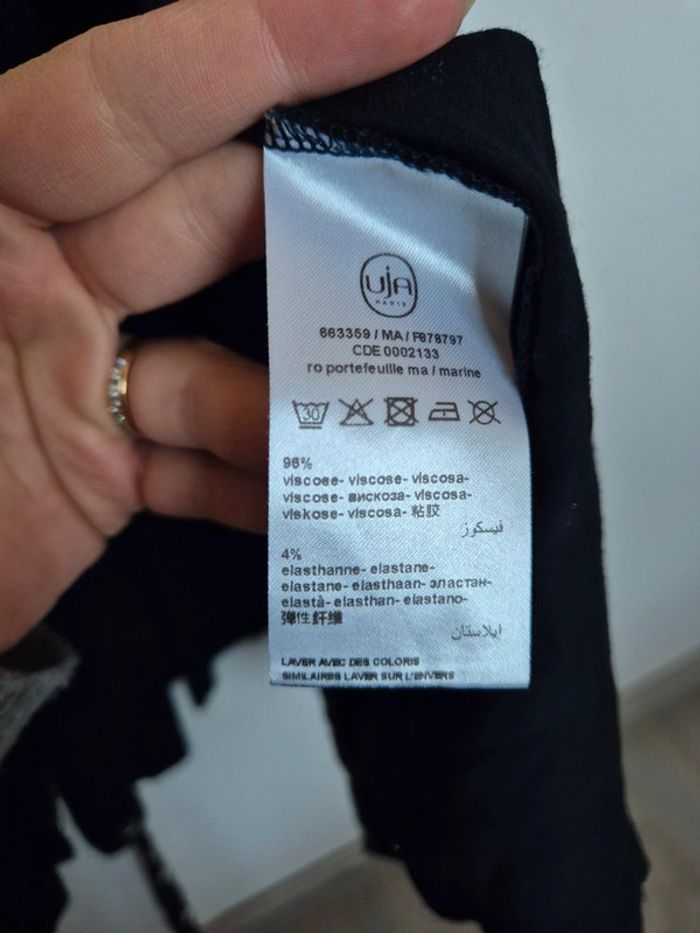 uja
PARIS
663359 / MA / F878797
CDE 0002133
ro portefeuille ma / marine
30
96%
viscose- viscose- viscosa-
viscose- вискоза- viscosa-
viskose- viscosa- 粘胶
فيسكوز
4%
elasthanne- elastane-
elastane- elasthaan- эластан-
elastà- elasthan- elastano-
弹性纤维
ايلاستان
LAVER AVEC DES COLORIS
SIMILAIRES LAVER SUR L'ENVERS